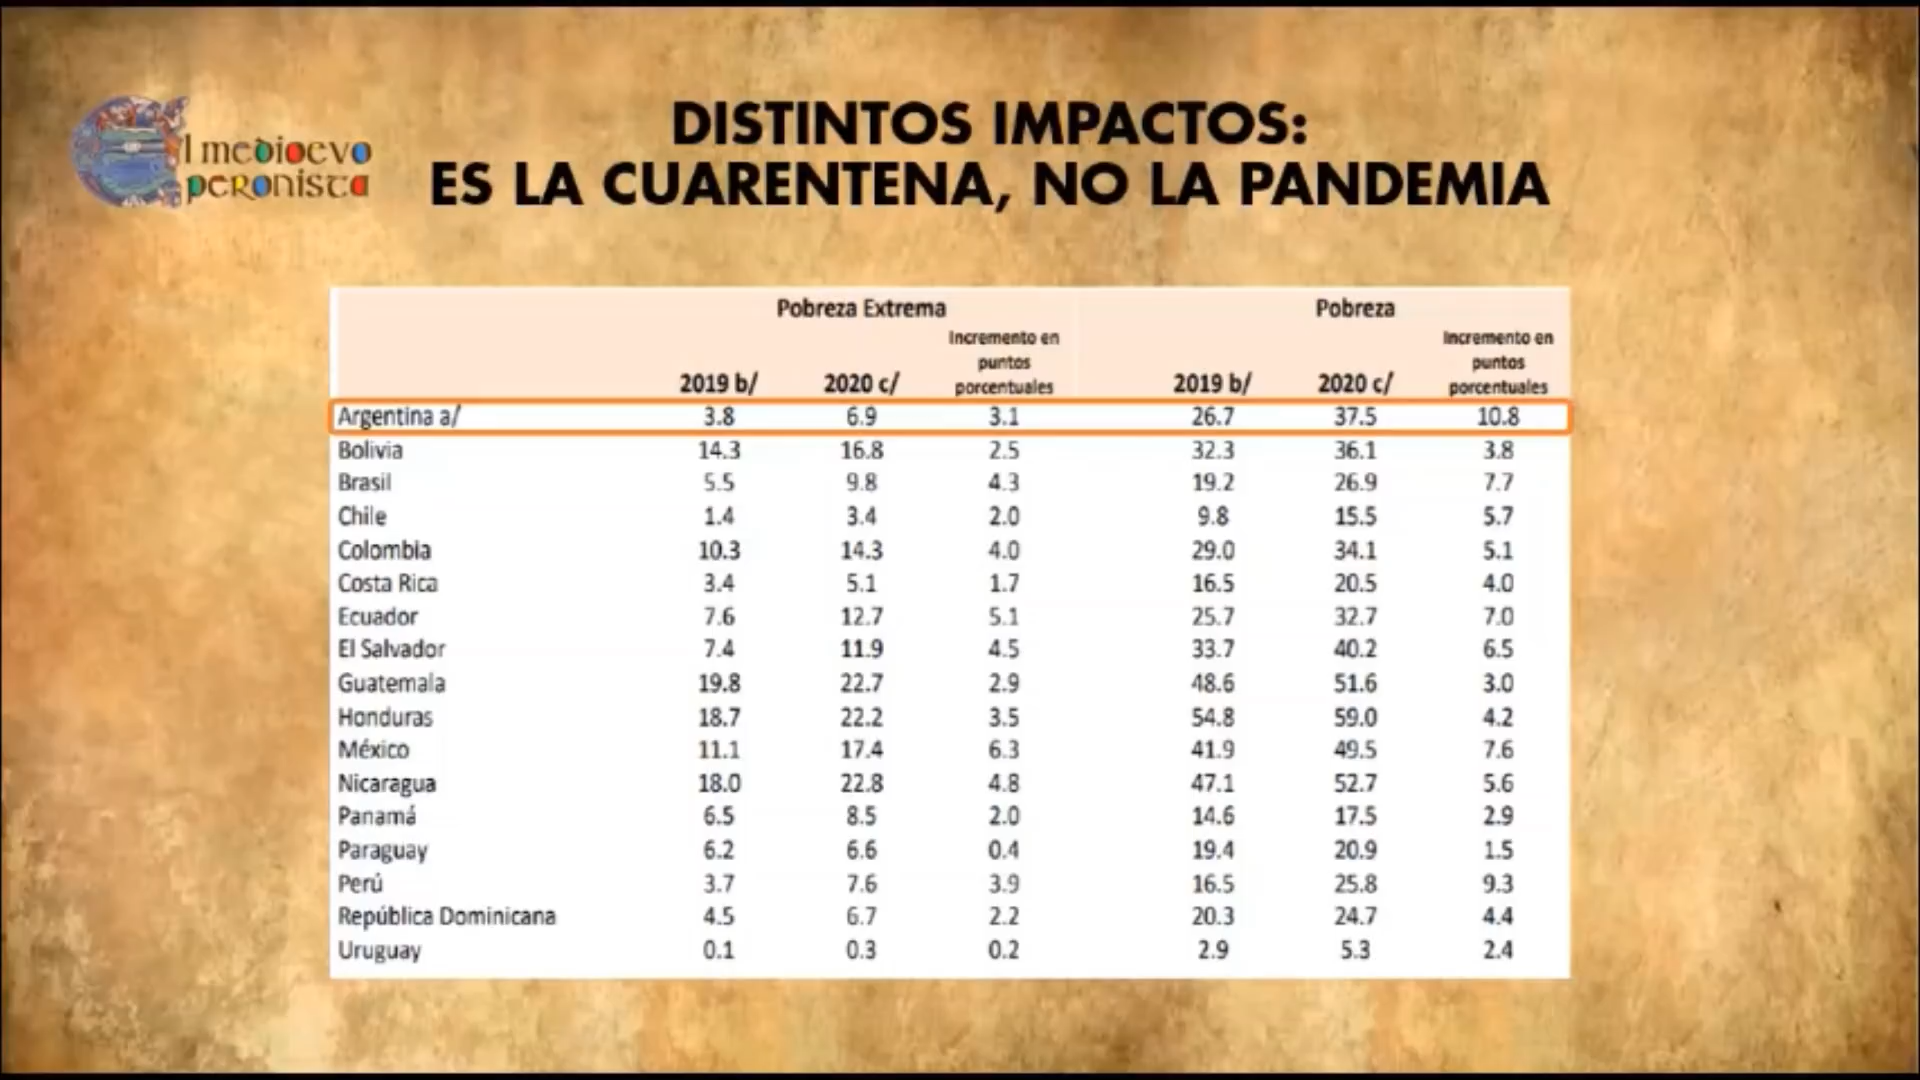 El medioevo
peronista
DISTINTOS IMPACTOS:
ES LA CUARENTENA, NO LA PANDEMIA
Pobreza Extrema Pobreza
2019 b/ 2020 c/ Incremento en puntos porcentuales 2019 b/ 2020 c/ Incremento en puntos porcentuales
Argentina a/ 3.8 6.9 3.1 26.7 37.5 10.8
Bolivia 14.3 16.8 2.5 32.3 36.1 3.8
Brasil 5.5 9.8 4.3 19.2 26.9 7.7
Chile 1.4 3.4 2.0 9.8 15.5 5.7
Colombia 10.3 14.3 4.0 29.0 34.1 5.1
Costa Rica 3.4 5.1 1.7 16.5 20.5 4.0
Ecuador 7.6 12.7 5.1 25.7 32.7 7.0
El Salvador 7.4 11.9 4.5 33.7 40.2 6.5
Guatemala 19.8 22.7 2.9 48.6 51.6 3.0
Honduras 18.7 22.2 3.5 54.8 59.0 4.2
México 11.1 17.4 6.3 41.9 49.5 7.6
Nicaragua 18.0 22.8 4.8 47.1 52.7 5.6
Panamá 6.5 8.5 2.0 14.6 17.5 2.9
Paraguay 6.2 6.6 0.4 19.4 20.9 1.5
Perú 3.7 7.6 3.9 16.5 25.8 9.3
República Dominicana 4.5 6.7 2.2 20.3 24.7 4.4
Uruguay 0.1 0.3 0.2 2.9 5.3 2.4